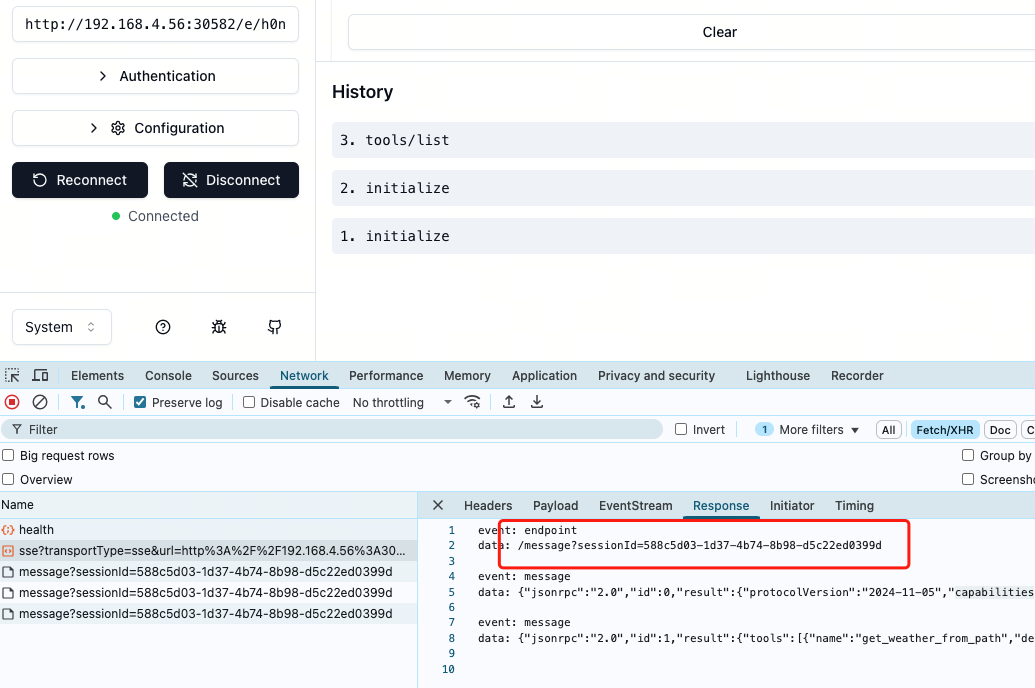 http://192.168.4.56:30582/e/h0n
Authentication
Configuration
Reconnect
Disconnect
Connected
System
Clear
History
3. tools/list
2. initialize
1. initialize
Elements Console Sources Network Performance Memory Application Privacy and security Lighthouse Recorder
Preserve log Disable cache No throttling
Filter Invert 1 More filters All Fetch/XHR Doc C
Big request rows Group by
Overview Screensh
Name
health
sse?transportType=sse&url=http%3A%2F%2F192.168.4.56%3A30...
message?sessionId=588c5d03-1d37-4b74-8b98-d5c22ed0399d
message?sessionId=588c5d03-1d37-4b74-8b98-d5c22ed0399d
message?sessionId=588c5d03-1d37-4b74-8b98-d5c22ed0399d
Headers Payload EventStream Response Initiator Timing
1 event: endpoint
2 data: /message?sessionId=588c5d03-1d37-4b74-8b98-d5c22ed0399d
3
4 event: message
5 data: {"jsonrpc":"2.0","id":0,"result":{"protocolVersion":"2024-11-05","capabilities
6
7 event: message
8 data: {"jsonrpc":"2.0","id":1,"result":{"tools":[{"name":"get_weather_from_path","de
9
10